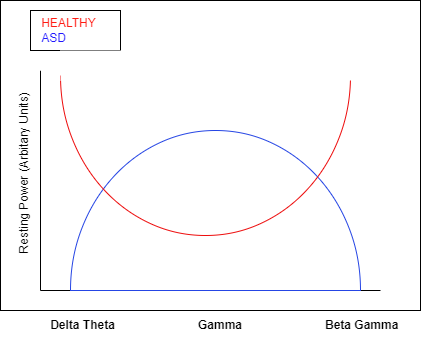 HEALTHY
ASD
Resting Power (Arbitary Units)
Delta Theta
Gamma
Beta Gamma